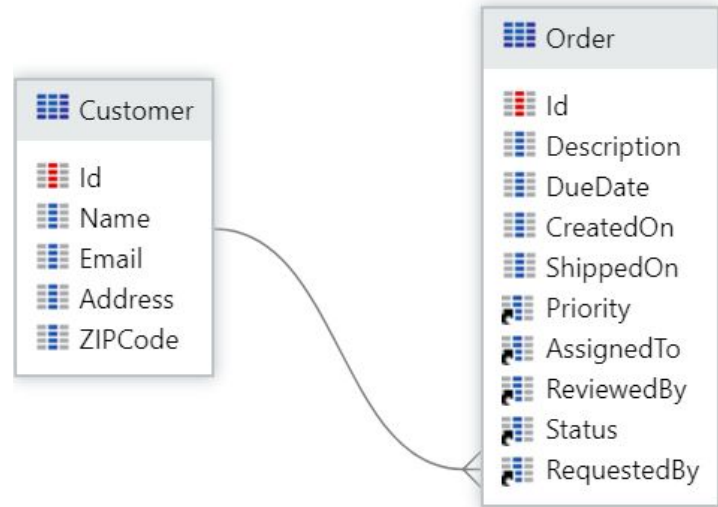 Customer
Id
Name
Email
Address
ZIPCode
Order
Id
Description
DueDate
CreatedOn
ShippedOn
Priority
AssignedTo
ReviewedBy
Status
RequestedBy